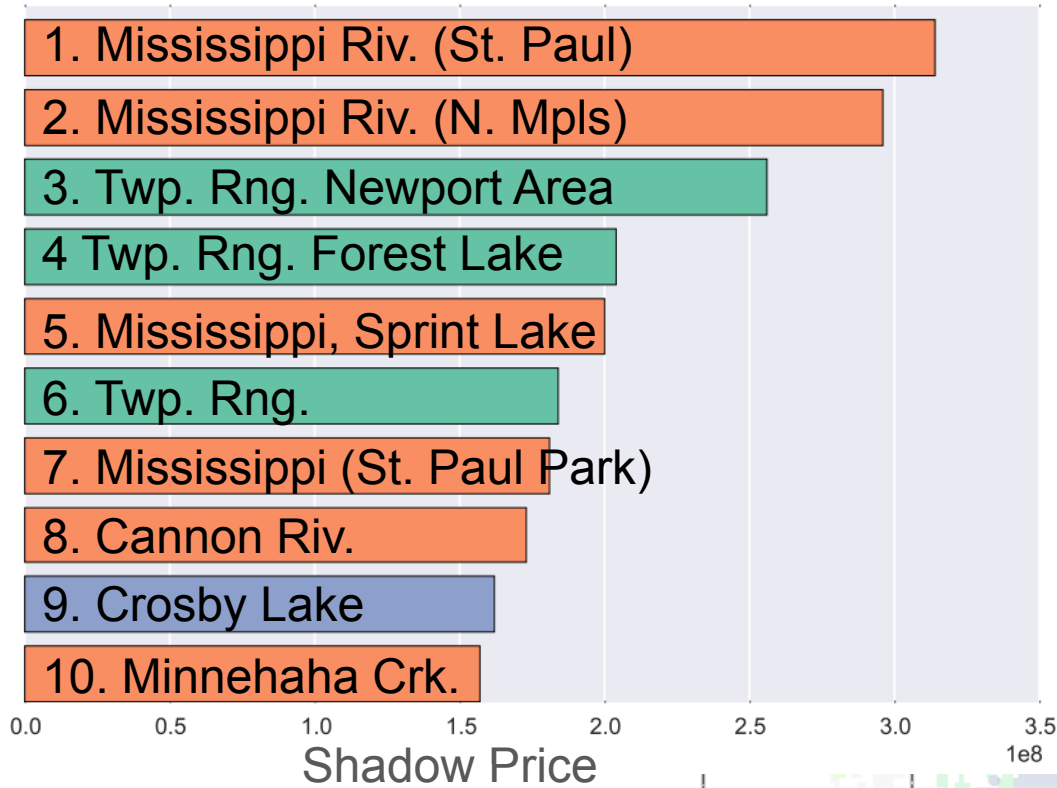 1. Mississippi Riv. (St. Paul)
2. Mississippi Riv. (N. Mpls)
3. Twp. Rng. Newport Area
4 Twp. Rng. Forest Lake
5. Mississippi, Sprint Lake
6. Twp. Rng.
7. Mississippi (St. Paul Park)
8. Cannon Riv.
9. Crosby Lake
10. Minnehaha Crk.
0.0 0.5 1.0 1.5 2.0 2.5 3.0 3.5
1e8
Shadow Price